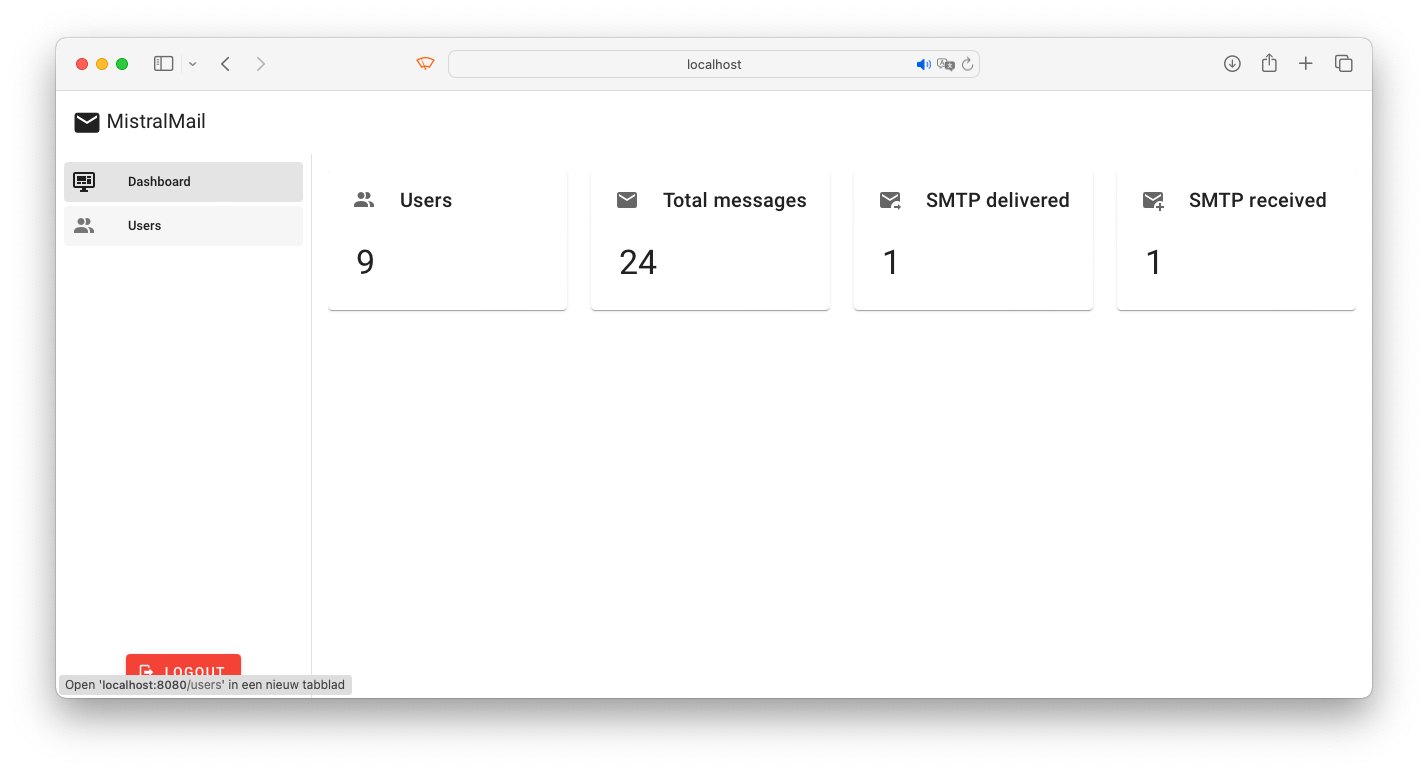 localhost
MistralMail
Dashboard
Users
Users
9
Total messages
24
SMTP delivered
1
SMTP received
1
LOGOUT
Open 'localhost:8080/users' in een nieuw tabblad